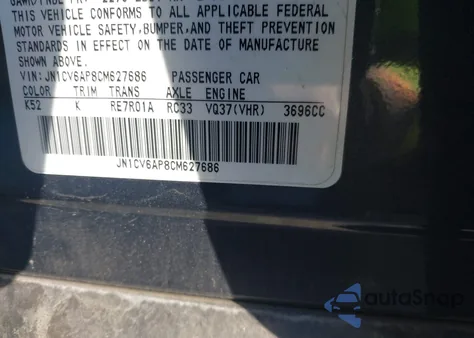 THIS VEHICLE CONFORMS TO ALL APPLICABLE FEDERAL
MOTOR VEHICLE SAFETY, BUMPER, AND THEFT PREVENTION
STANDARDS IN EFFECT ON THE DATE OF MANUFACTURE
SHOWN ABOVE.
VIN: JN1CV6AP8CM627686 PASSENGER CAR
COLOR TRIM TRANS AXLE ENGINE
K52 K RE7R01A RC33 VQ37(VHR) 3696CC
JN1CV6AP8CM627686
autoSnap